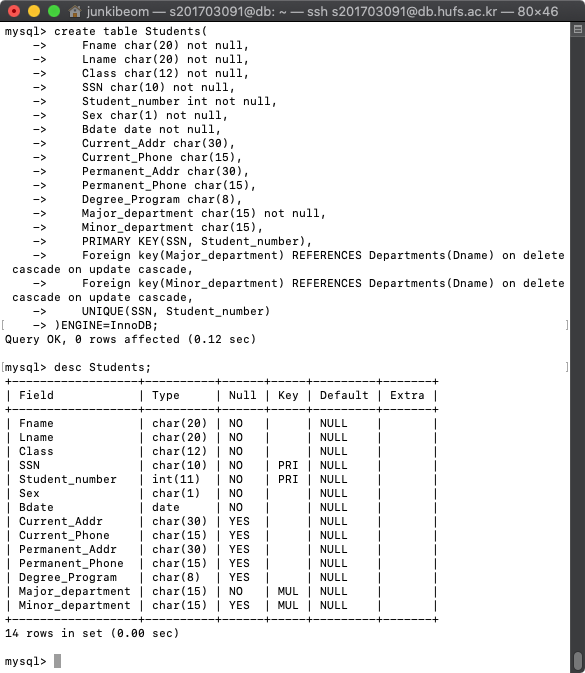 junkibeom — s201703091@db: ~ — ssh s201703091@db.hufs.ac.kr — 80×46
mysql> create table Students(
    ->     Fname char(20) not null,
    ->     Lname char(20) not null,
    ->     Class char(12) not null,
    ->     SSN char(10) not null,
    ->     Student_number int not null,
    ->     Sex char(1) not null,
    ->     Bdate date not null,
    ->     Current_Addr char(30),
    ->     Current_Phone char(15),
    ->     Permanent_Addr char(30),
    ->     Permanent_Phone char(15),
    ->     Degree_Program char(8),
    ->     Major_department char(15) not null,
    ->     Minor_department char(15),
    ->     PRIMARY KEY(SSN, Student_number),
    ->     Foreign key(Major_department) REFERENCES Departments(Dname) on delete
 cascade on update cascade,
    ->     Foreign key(Minor_department) REFERENCES Departments(Dname) on delete
 cascade on update cascade,
    ->     UNIQUE(SSN, Student_number)
[    -> )ENGINE=InnoDB; ]
Query OK, 0 rows affected (0.12 sec)
[mysql> desc Students; ]
+------------------+----------+------+-----+---------+-------+
| Field            | Type     | Null | Key | Default | Extra |
+------------------+----------+------+-----+---------+-------+
| Fname            | char(20) | NO   |     | NULL    |       |
| Lname            | char(20) | NO   |     | NULL    |       |
| Class            | char(12) | NO   |     | NULL    |       |
| SSN              | char(10) | NO   | PRI | NULL    |       |
| Student_number   | int(11)  | NO   | PRI | NULL    |       |
| Sex              | char(1)  | NO   |     | NULL    |       |
| Bdate            | date     | NO   |     | NULL    |       |
| Current_Addr     | char(30) | YES  |     | NULL    |       |
| Current_Phone    | char(15) | YES  |     | NULL    |       |
| Permanent_Addr   | char(30) | YES  |     | NULL    |       |
| Permanent_Phone  | char(15) | YES  |     | NULL    |       |
| Degree_Program   | char(8)  | YES  |     | NULL    |       |
| Major_department | char(15) | NO   | MUL | NULL    |       |
| Minor_department | char(15) | YES  | MUL | NULL    |       |
+------------------+----------+------+-----+---------+-------+
14 rows in set (0.00 sec)
mysql>